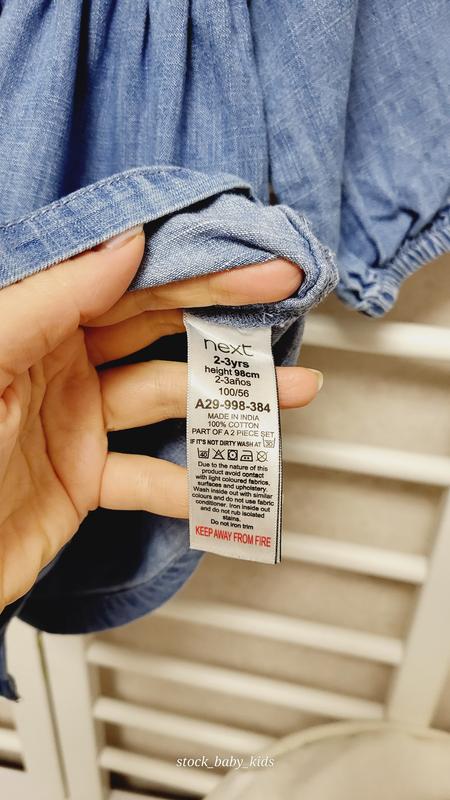 next
2-3yrs
height 98cm
2-3años
100/56
A29-998-384
MADE IN INDIA
100% COTTON
PART OF A 2 PIECE SET
IF IT'S NOT DIRTY WASH AT 30
40
Due to the nature of this
product avoid contact
with light coloured fabrics,
surfaces and upholstery.
Wash inside out with similar
colours and do not use fabric
conditioner. Iron inside out
and do not rub isolated
stains.
Do not iron trim
KEEP AWAY FROM FIRE
stock_baby_kids